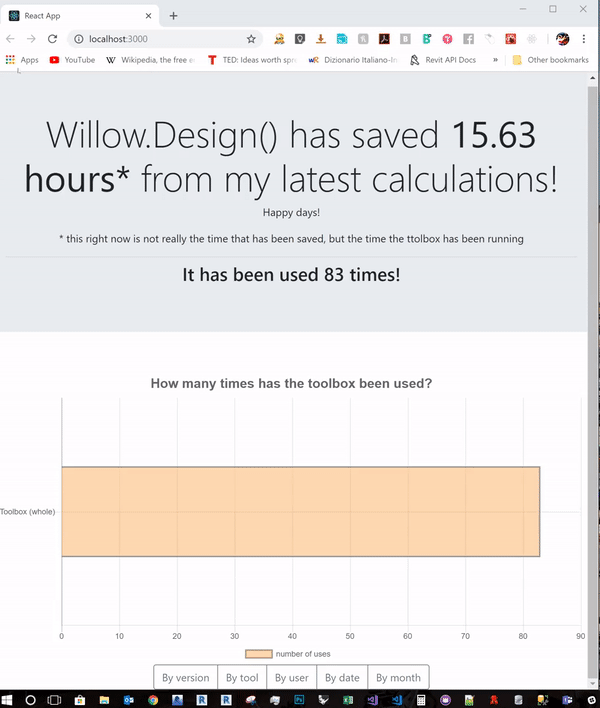 React App
localhost:3000
Apps
YouTube
Wikipedia, the free e
TED: Ideas worth spre
Dizionario Italiano-In
Revit API Docs
»
Other bookmarks
Willow.Design() has saved 15.63
hours* from my latest calculations!
Happy days!
* this right now is not really the time that has been saved, but the time the ttolbox has been running
It has been used 83 times!
How many times has the toolbox been used?
Toolbox (whole)
0 10 20 30 40 50 60 70 80 90
number of uses
By version By tool By user By date By month